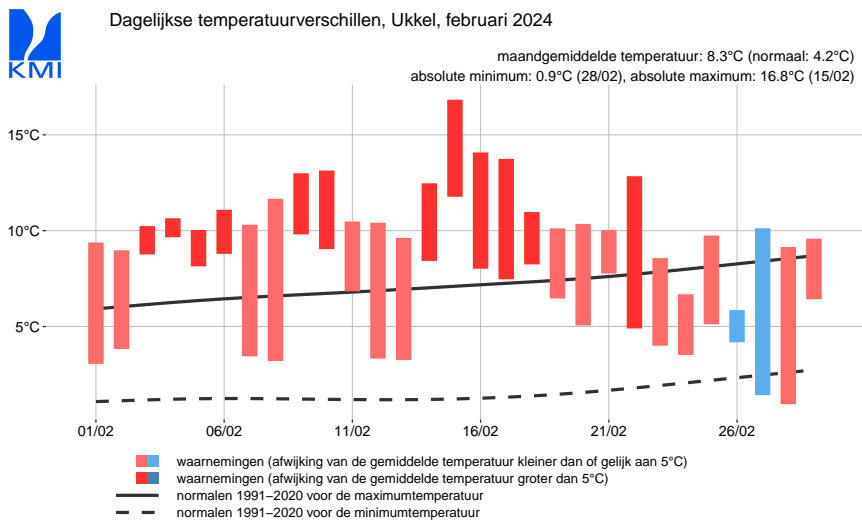 Dagelijkse temperatuurverschillen, Ukkel, februari 2024
KMI
maandgemiddelde temperatuur: 8.3°C (normaal: 4.2°C)
absolute minimum: 0.9°C (28/02), absolute maximum: 16.8°C (15/02)
15°C
10°C
5°C
01/02 06/02 11/02 16/02 21/02 26/02
waarnemingen (afwijking van de gemiddelde temperatuur kleiner dan of gelijk aan 5°C)
waarnemingen (afwijking van de gemiddelde temperatuur groter dan 5°C)
normalen 1991−2020 voor de maximumtemperatuur
normalen 1991−2020 voor de minimumtemperatuur